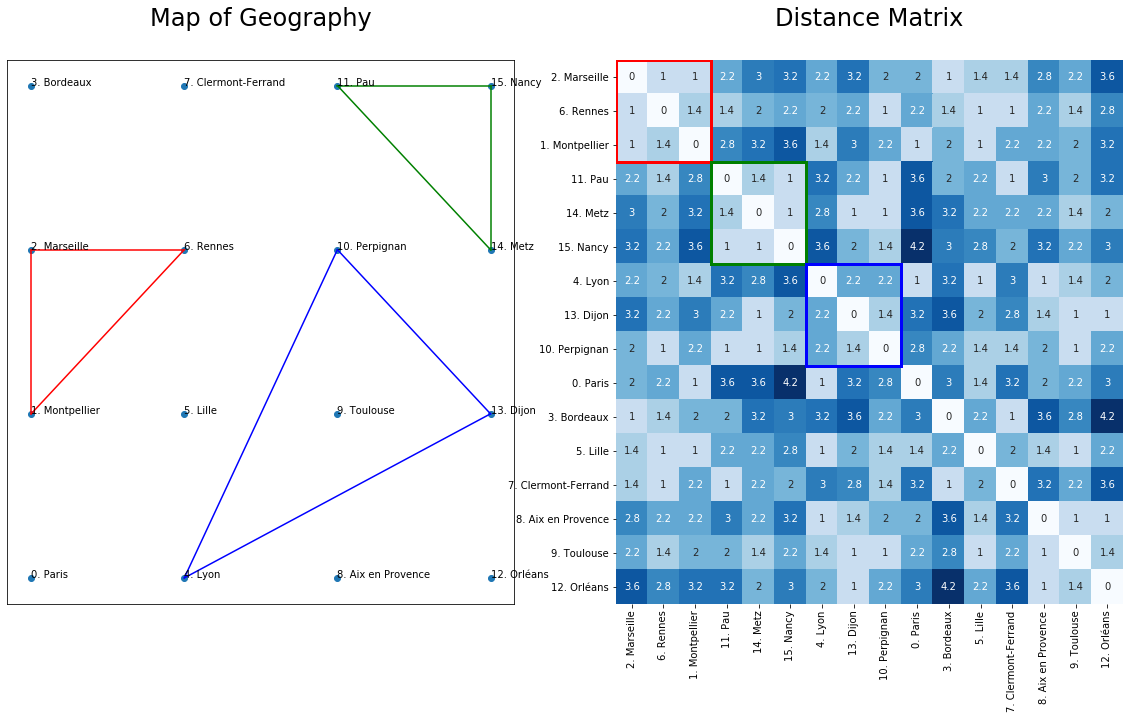 Map of Geography
3. Bordeaux
7. Clermont-Ferrand
11. Pau
15. Nancy
2. Marseille
6. Rennes
10. Perpignan
14. Metz
1. Montpellier
5. Lille
9. Toulouse
13. Dijon
0. Paris
4. Lyon
8. Aix en Provence
12. Orléans
Distance Matrix
2. Marseille 0 1 1 2.2 3 3.2 2.2 3.2 2 2 1 1.4 1.4 2.8 2.2 3.6
6. Rennes 1 0 1.4 1.4 2 2.2 2 2.2 1 2.2 1.4 1 1 2.2 1.4 2.8
1. Montpellier 1 1.4 0 2.8 3.2 3.6 1.4 3 2.2 1 2 1 2.2 2.2 2 3.2
11. Pau 2.2 1.4 2.8 0 1.4 1 3.2 2.2 1 3.6 2 2.2 1 3 2 3.2
14. Metz 3 2 3.2 1.4 0 1 2.8 1 1 3.6 3.2 2.2 2.2 2.2 1.4 2
15. Nancy 3.2 2.2 3.6 1 1 0 3.6 2 1.4 4.2 3 2.8 2 3.2 2.2 3
4. Lyon 2.2 2 1.4 3.2 2.8 3.6 0 2.2 2.2 1 3.2 1 3 1 1.4 2
13. Dijon 3.2 2.2 3 2.2 1 2 2.2 0 1.4 3.2 3.6 2 2.8 1.4 1 1
10. Perpignan 2 1 2.2 1 1 1.4 2.2 1.4 0 2.8 2.2 1.4 1.4 2 1 2.2
0. Paris 2 2.2 1 3.6 3.6 4.2 1 3.2 2.8 0 3 1.4 3.2 2 2.2 3
3. Bordeaux 1 1.4 2 2 3.2 3 3.2 3.6 2.2 3 0 2.2 1 3.6 2.8 4.2
5. Lille 1.4 1 1 2.2 2.2 2.8 1 2 1.4 1.4 2.2 0 2 1.4 1 2.2
7. Clermont-Ferrand 1.4 1 2.2 1 2.2 2 3 2.8 1.4 3.2 1 2 0 3.2 2.2 3.6
8. Aix en Provence 2.8 2.2 2.2 3 2.2 3.2 1 1.4 2 2 3.6 1.4 3.2 0 1 1
9. Toulouse 2.2 1.4 2 2 1.4 2.2 1.4 1 1 2.2 2.8 1 2.2 1 0 1.4
12. Orléans 3.6 2.8 3.2 3.2 2 3 2 1 2.2 3 4.2 2.2 3.6 1 1.4 0
2. Marseille
6. Rennes
1. Montpellier
11. Pau
14. Metz
15. Nancy
4. Lyon
13. Dijon
10. Perpignan
0. Paris
3. Bordeaux
5. Lille
7. Clermont-Ferrand
8. Aix en Provence
9. Toulouse
12. Orléans